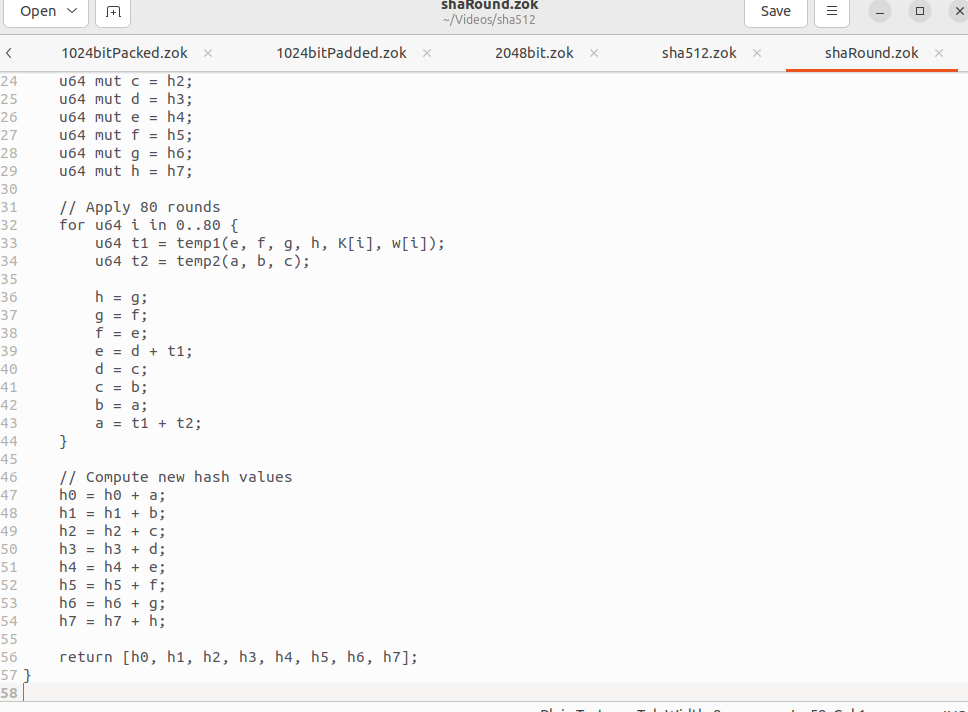 Open
shaRound.zok
~/Videos/sha512
Save
1024bitPacked.zok
1024bitPadded.zok
2048bit.zok
sha512.zok
shaRound.zok
24 u64 mut c = h2;
25 u64 mut d = h3;
26 u64 mut e = h4;
27 u64 mut f = h5;
28 u64 mut g = h6;
29 u64 mut h = h7;
30
31 // Apply 80 rounds
32 for u64 i in 0..80 {
33 u64 t1 = temp1(e, f, g, h, K[i], w[i]);
34 u64 t2 = temp2(a, b, c);
35
36 h = g;
37 g = f;
38 f = e;
39 e = d + t1;
40 d = c;
41 c = b;
42 b = a;
43 a = t1 + t2;
44 }
45
46 // Compute new hash values
47 h0 = h0 + a;
48 h1 = h1 + b;
49 h2 = h2 + c;
50 h3 = h3 + d;
51 h4 = h4 + e;
52 h5 = h5 + f;
53 h6 = h6 + g;
54 h7 = h7 + h;
55
56 return [h0, h1, h2, h3, h4, h5, h6, h7];
57 }
58